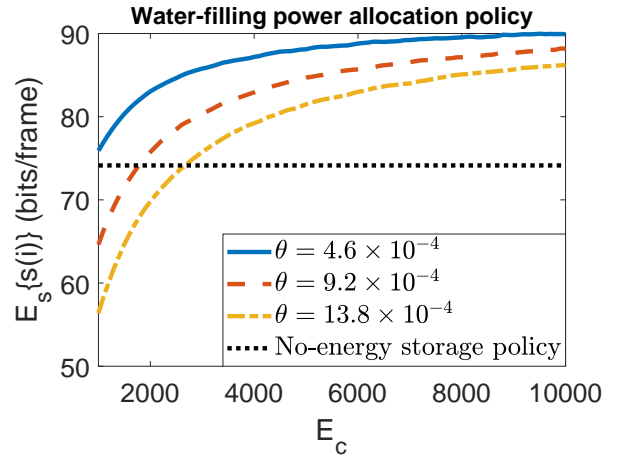 Water-filling power allocation policy
E_s{s(i)} (bits/frame)
90
80
70
60
50
θ = 4.6 × 10⁻⁴
θ = 9.2 × 10⁻⁴
θ = 13.8 × 10⁻⁴
No-energy storage policy
2000 4000 6000 8000 10000
E_c